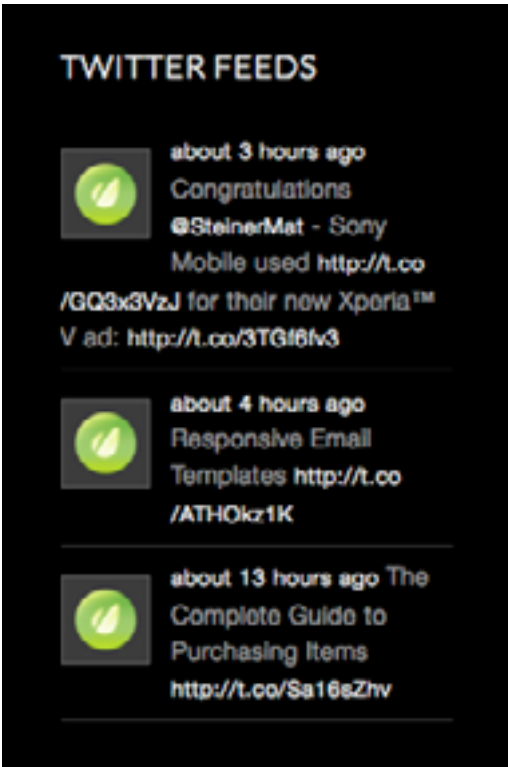 TWITTER FEEDS
about 3 hours ago
Congratulations
@SteinerMat - Sony
Mobile used http://t.co
/GQ3x3VzJ for their new Xperia™
V ad: http://t.co/3TGf6fv3
about 4 hours ago
Responsive Email
Templates http://t.co
/ATHOkz1K
about 13 hours ago The
Complete Guide to
Purchasing Items
http://t.co/Sa16sZhv